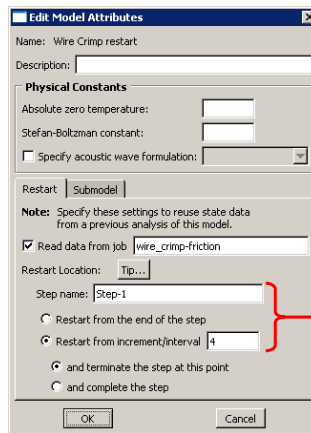 Edit Model Attributes
Name: Wire Crimp restart
Description:
Physical Constants
Absolute zero temperature:
Stefan-Boltzman constant:
Specify acoustic wave formulation:
Restart Submodel
Note: Specify these settings to reuse state data
from a previous analysis of this model.
Read data from job wire_crimp-friction
Restart Location: Tip...
Step name: Step-1
Restart from the end of the step
Restart from increment/interval 4
and terminate the step at this point
and complete the step
OK Cancel